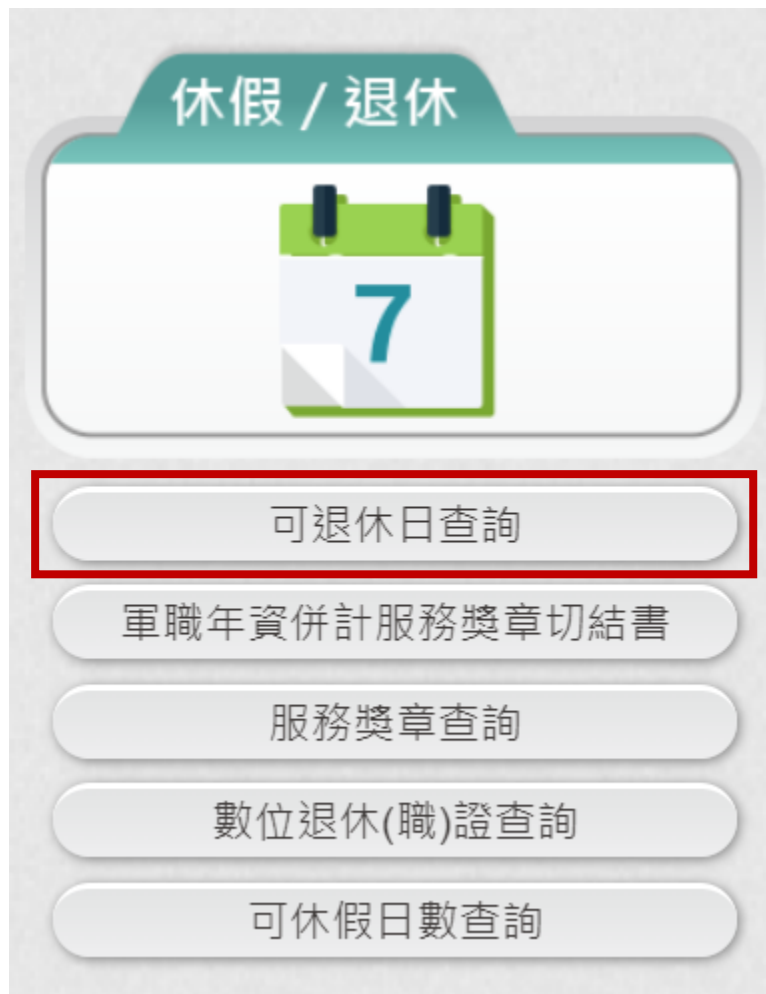 休假 / 退休
7
可退休日查詢
軍職年資併計服務獎章切結書
服務獎章查詢
數位退休(職)證查詢
可休假日數查詢